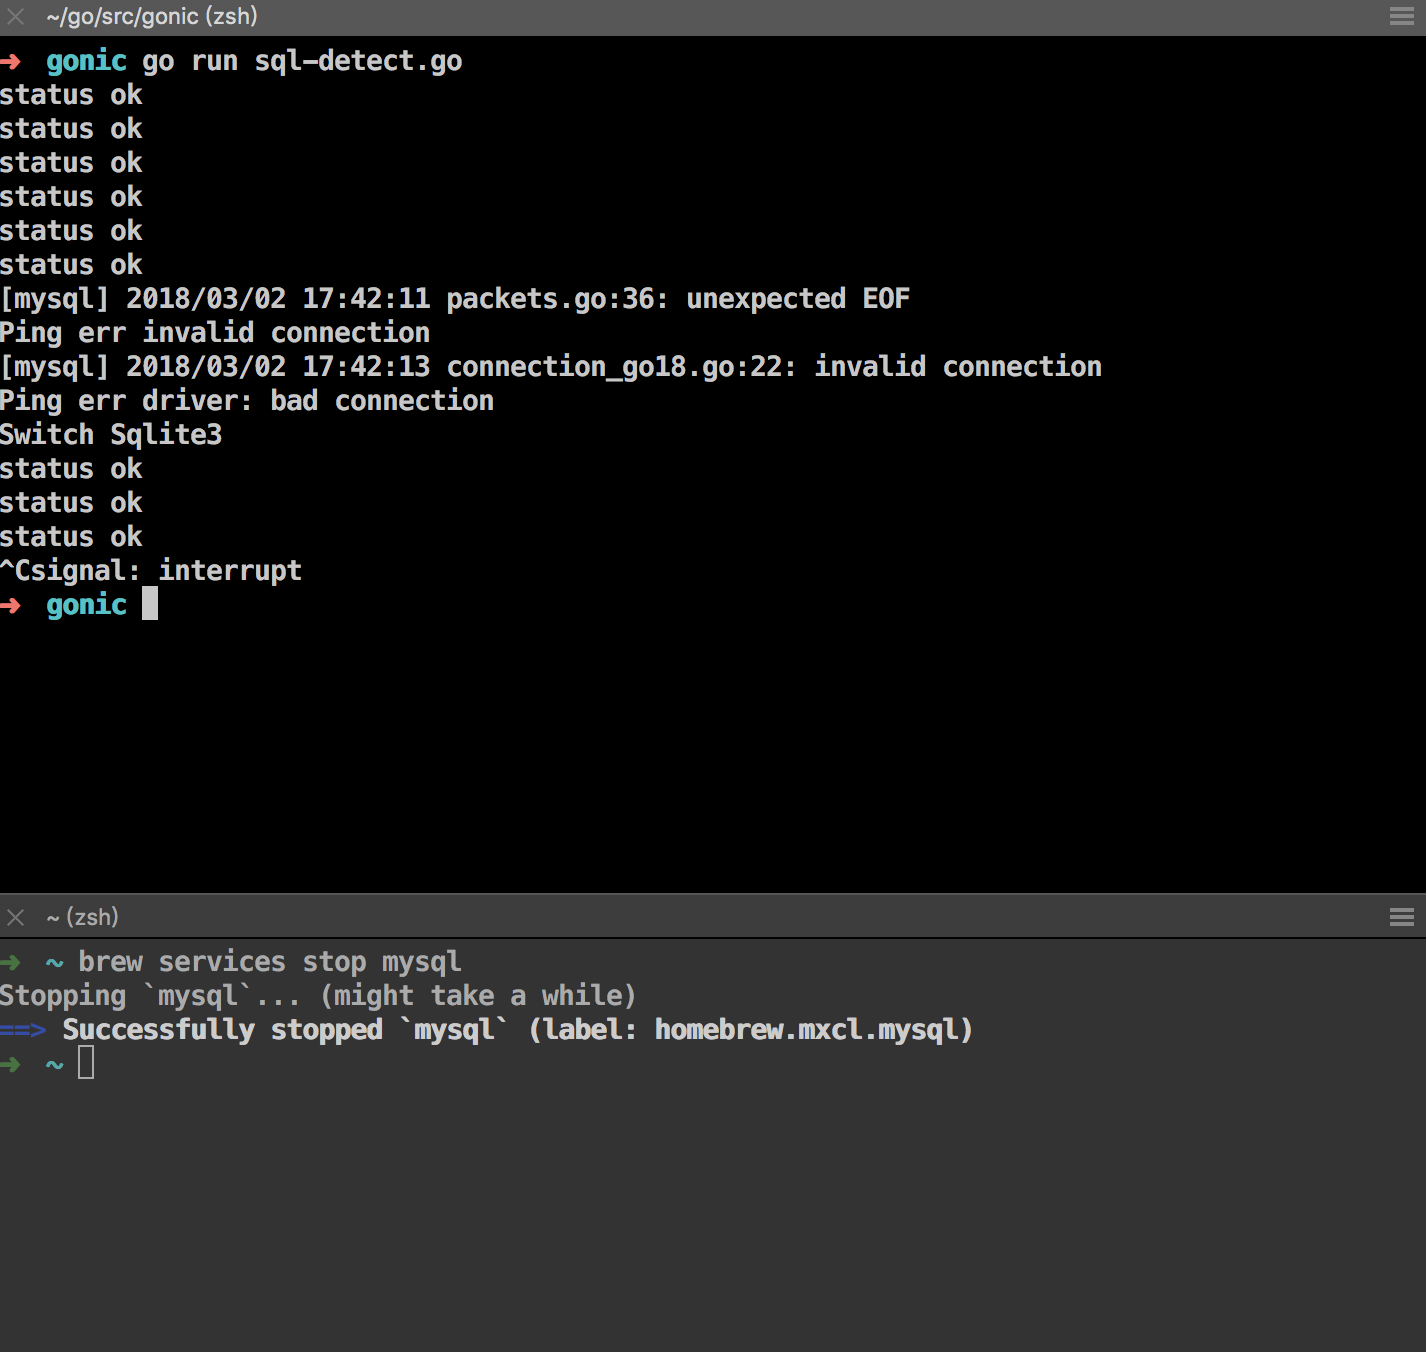 ~/go/src/gonic (zsh)
➜ gonic go run sql-detect.go
status ok
status ok
status ok
status ok
status ok
status ok
[mysql] 2018/03/02 17:42:11 packets.go:36: unexpected EOF
Ping err invalid connection
[mysql] 2018/03/02 17:42:13 connection_go18.go:22: invalid connection
Ping err driver: bad connection
Switch Sqlite3
status ok
status ok
status ok
^Csignal: interrupt
➜ gonic
~ (zsh)
➜ ~ brew services stop mysql
Stopping `mysql`... (might take a while)
==> Successfully stopped `mysql` (label: homebrew.mxcl.mysql)
➜ ~